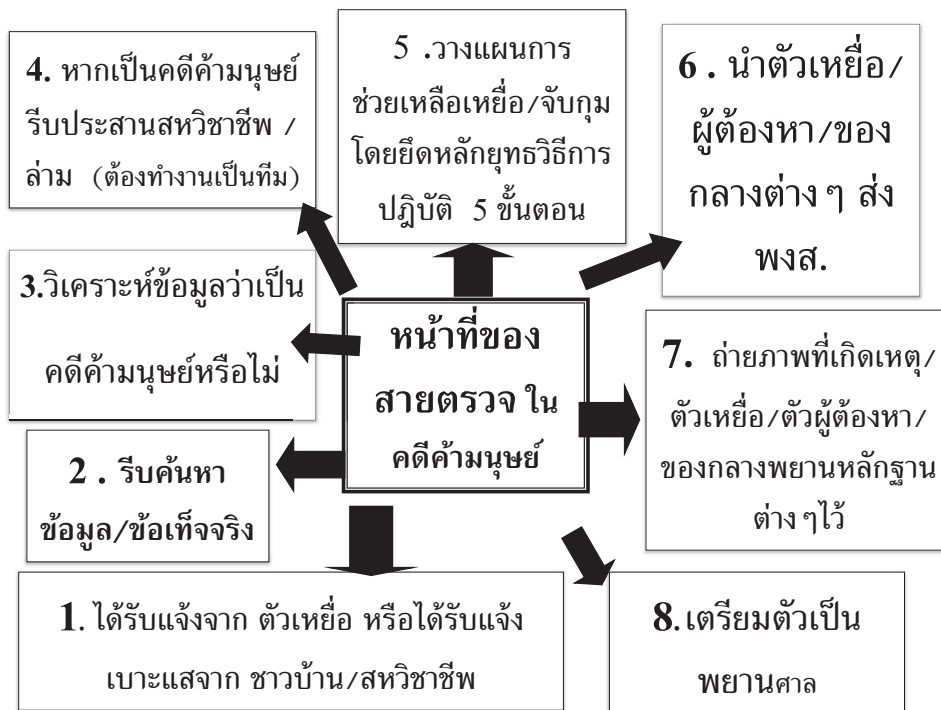 4. หากเป็นคดีค้ามนุษย์
รีบประสานสหวิชาชีพ /
ล่าม (ต้องทำงานเป็นทีม)
5 .วางแผนการ
ช่วยเหลือเหยื่อ/จับกุม
โดยยึดหลักยุทธวิธีการ
ปฎิบัติ 5 ขั้นตอน
6 . นำตัวเหยื่อ/
ผู้ต้องหา/ของ
กลางต่าง ๆ ส่ง
พงส.
3.วิเคราะห์ข้อมูลว่าเป็น
คดีค้ามนุษย์หรือไม่
หน้าที่ของ
สายตรวจ ใน
คดีค้ามนุษย์
7. ถ่ายภาพที่เกิดเหตุ/
ตัวเหยื่อ/ตัวผู้ต้องหา/
ของกลางพยานหลักฐาน
ต่าง ๆไว้
2 . รีบค้นหา
ข้อมูล/ข้อเท็จจริง
1. ได้รับแจ้งจาก ตัวเหยื่อ หรือได้รับแจ้ง
เบาะแสจาก ชาวบ้าน/สหวิชาชีพ
8.เตรียมตัวเป็น
พยานศาล